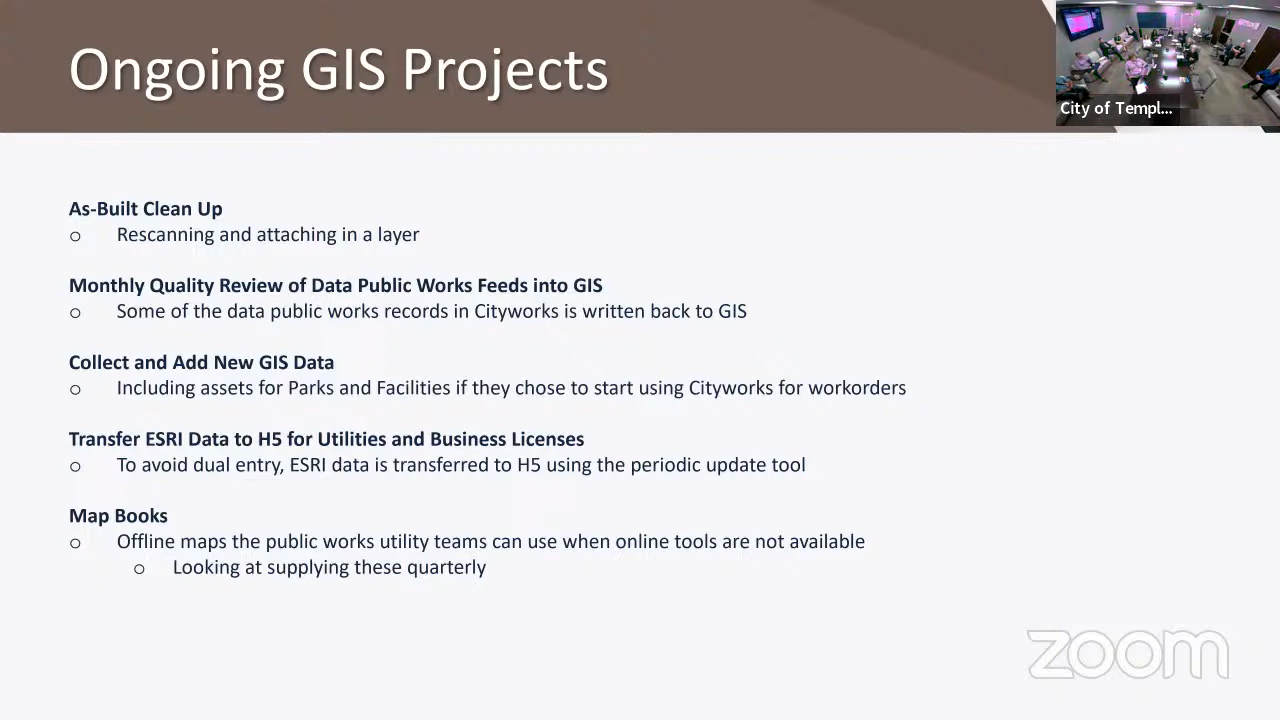 Ongoing GIS Projects
City of Templ...
As-Built Clean Up
o Rescanning and attaching in a layer
Monthly Quality Review of Data Public Works Feeds into GIS
o Some of the data public works records in Cityworks is written back to GIS
Collect and Add New GIS Data
o Including assets for Parks and Facilities if they chose to start using Cityworks for workorders
Transfer ESRI Data to H5 for Utilities and Business Licenses
o To avoid dual entry, ESRI data is transferred to H5 using the periodic update tool
Map Books
o Offline maps the public works utility teams can use when online tools are not available
o Looking at supplying these quarterly
zoom